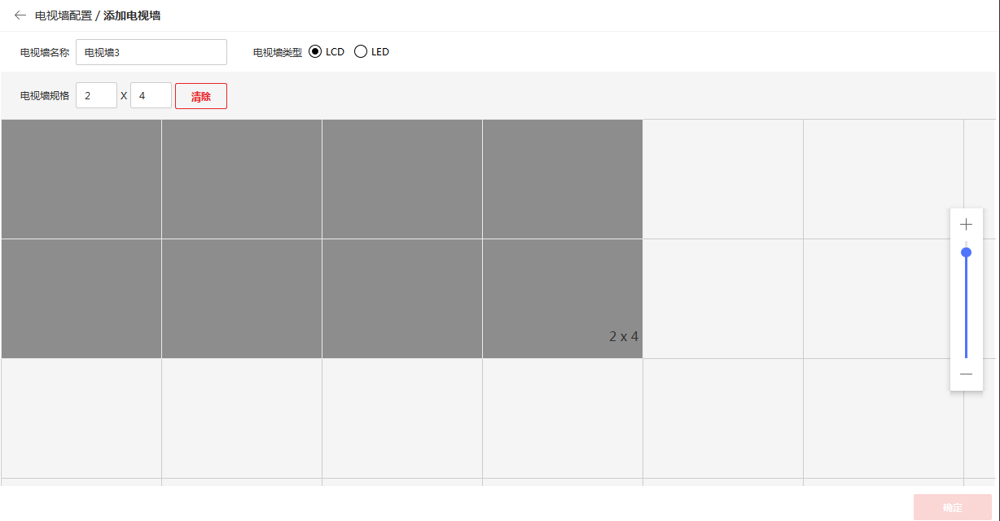 电视墙配置 / 添加电视墙
电视墙名称 电视墙3 电视墙类型 LCD LED
电视墙规格 2 X 4 清除
2 x 4
确定